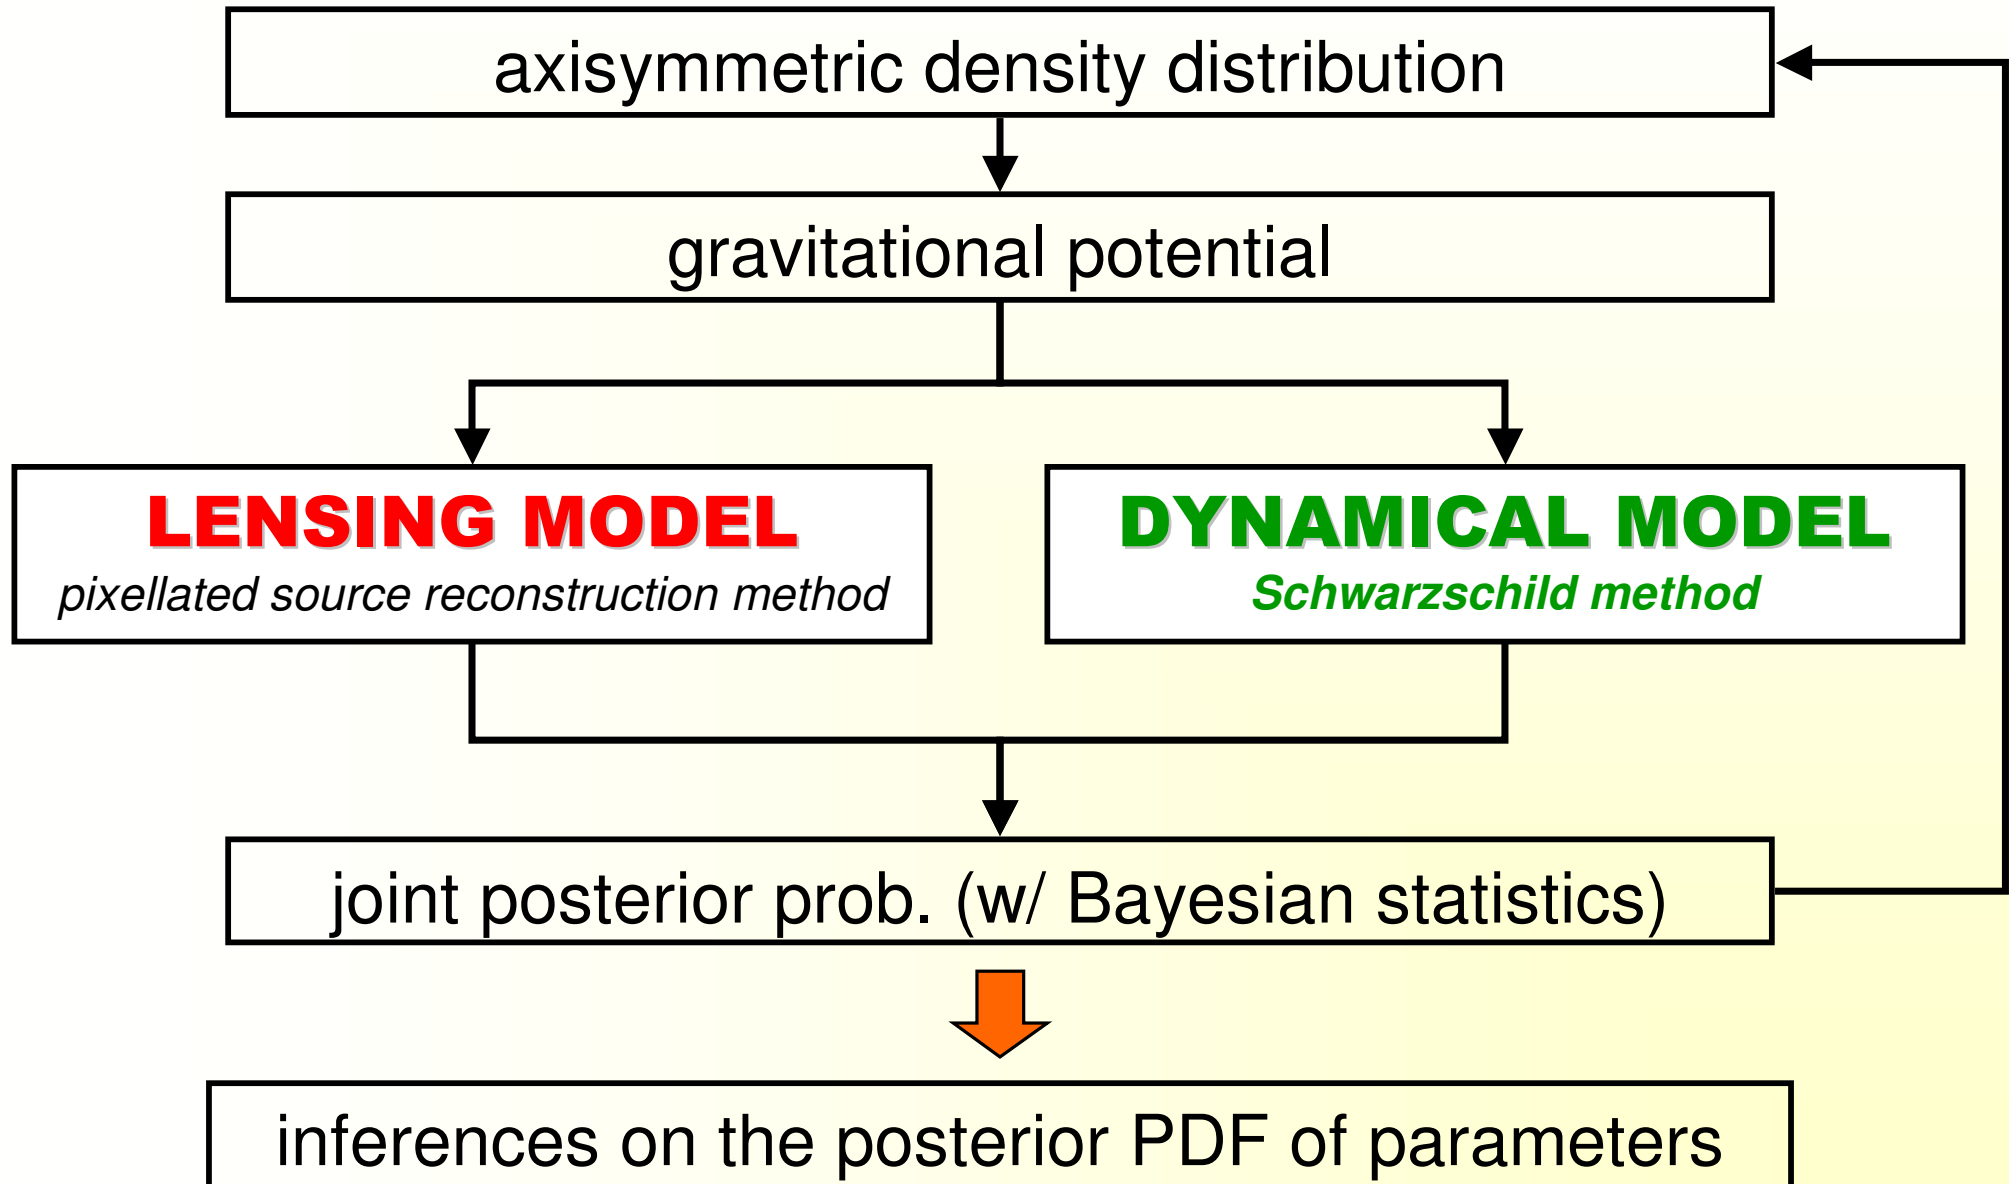 axisymmetric density distribution
gravitational potential
LENSING MODEL
pixellated source reconstruction method
DYNAMICAL MODEL
Schwarzschild method
joint posterior prob. (w/ Bayesian statistics)
inferences on the posterior PDF of parameters